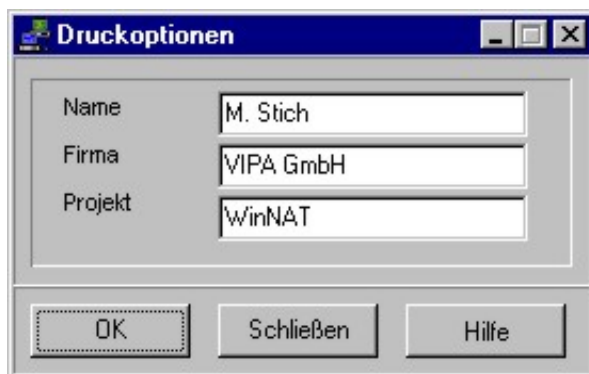 Druckoptionen
Name M. Stich
Firma VIPA GmbH
Projekt WinNAT
OK Schließen Hilfe